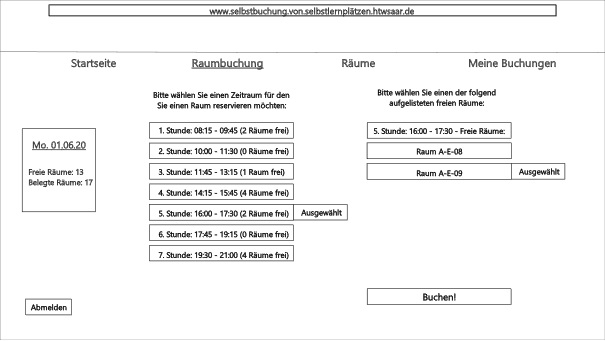 www.selbstbuchung.von.selbstlernplätzen.htwsaar.de
Startseite
Raumbuchung
Räume
Meine Buchungen
Mo. 01.06.20
Freie Räume: 13
Belegte Räume: 17
Bitte wählen Sie einen Zeitraum für den
Sie einen Raum reservieren möchten:
1. Stunde: 08:15 - 09:45 (2 Räume frei)
2. Stunde: 10:00 - 11:30 (0 Räume frei)
3. Stunde: 11:45 - 13:15 (1 Raum frei)
4. Stunde: 14:15 - 15:45 (4 Räume frei)
5. Stunde: 16:00 - 17:30 (2 Räume frei)
Ausgewählt
6. Stunde: 17:45 - 19:15 (0 Räume frei)
7. Stunde: 19:30 - 21:00 (4 Räume frei)
Bitte wählen Sie einen der folgend
aufgelisteten freien Räume:
5. Stunde: 16:00 - 17:30 - Freie Räume:
Raum A-E-08
Raum A-E-09
Ausgewählt
Buchen!
Abmelden